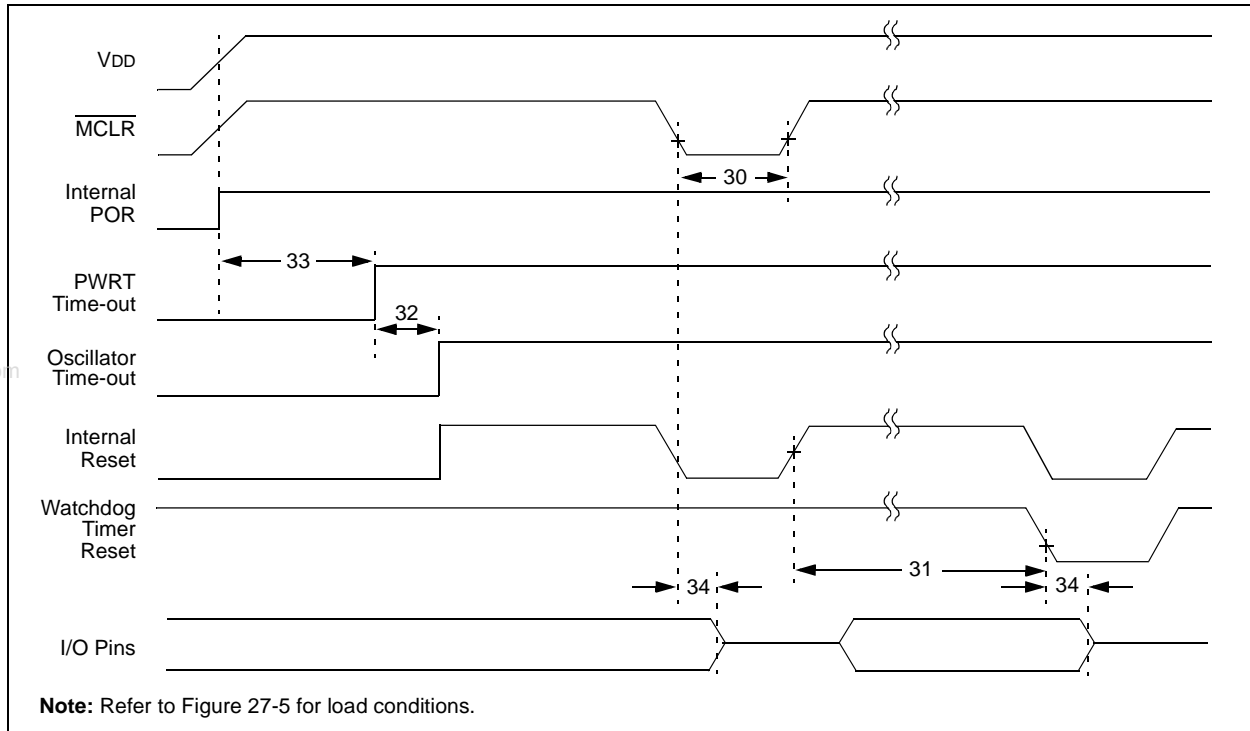 VDD
MCLR
30
Internal
POR
33
PWRT
Time-out
32
Oscillator
Time-out
om
Internal
Reset
Watchdog
Timer
Reset
31
34
34
I/O Pins
Note: Refer to Figure 27-5 for load conditions.